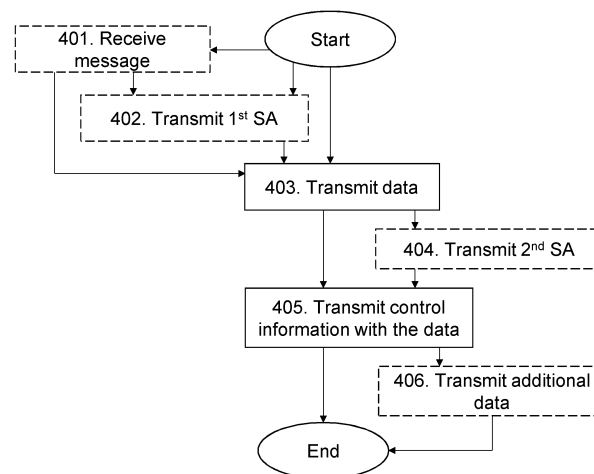 Start
401. Receive
message
402. Transmit 1st SA
403. Transmit data
404. Transmit 2nd SA
405. Transmit control
information with the data
406. Transmit additional
data
End